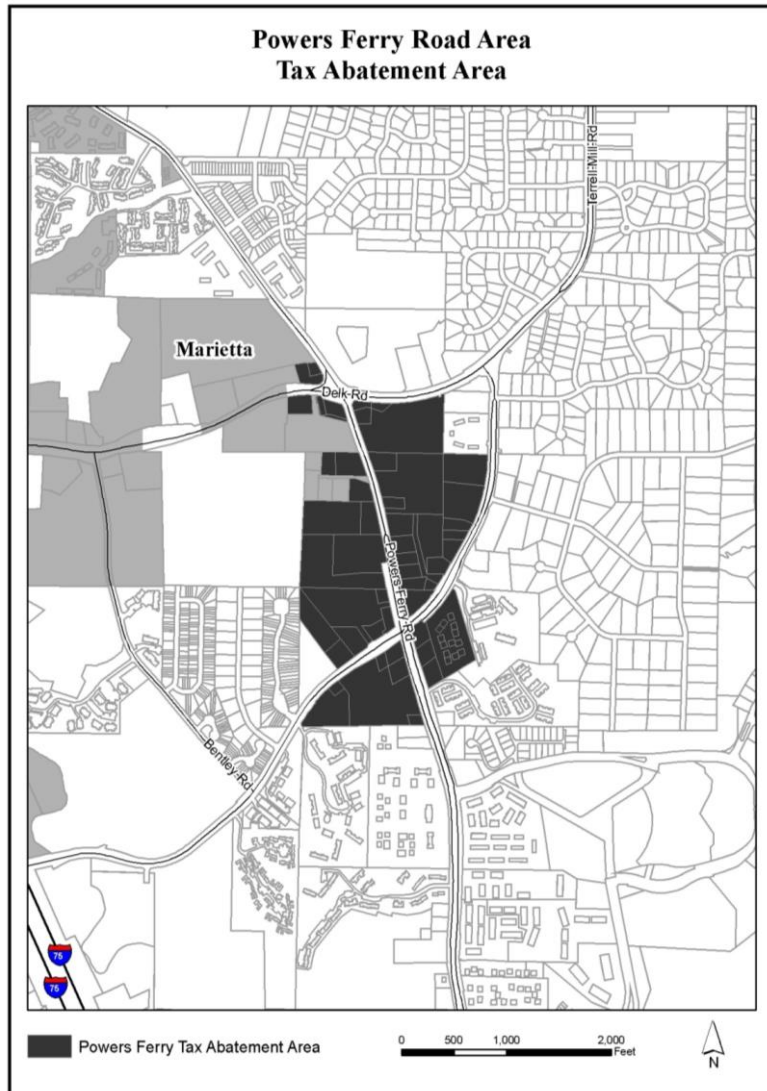 Powers Ferry Road Area
Tax Abatement Area
Terrell Mill Rd
Marietta
Delk Rd
Powers Ferry Rd
Bentley Rd
75
75
Powers Ferry Tax Abatement Area
0 500 1,000 2,000
Feet
N